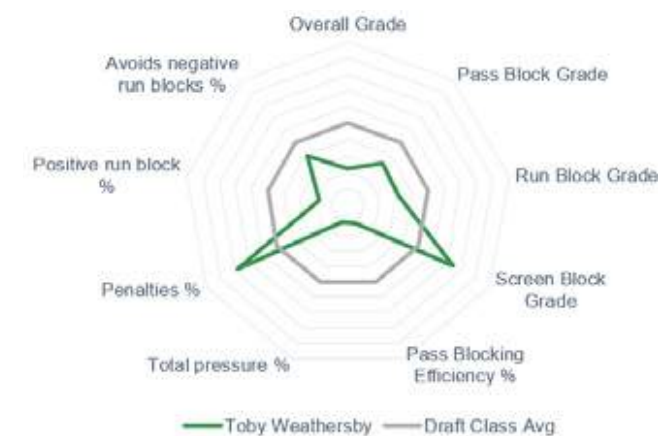 Overall Grade
Avoids negative
run blocks %
Pass Block Grade
Positive run block
%
Run Block Grade
Penalties %
Screen Block
Grade
Total pressure %
Pass Blocking
Efficiency %
Toby Weathersby
Draft Class Avg